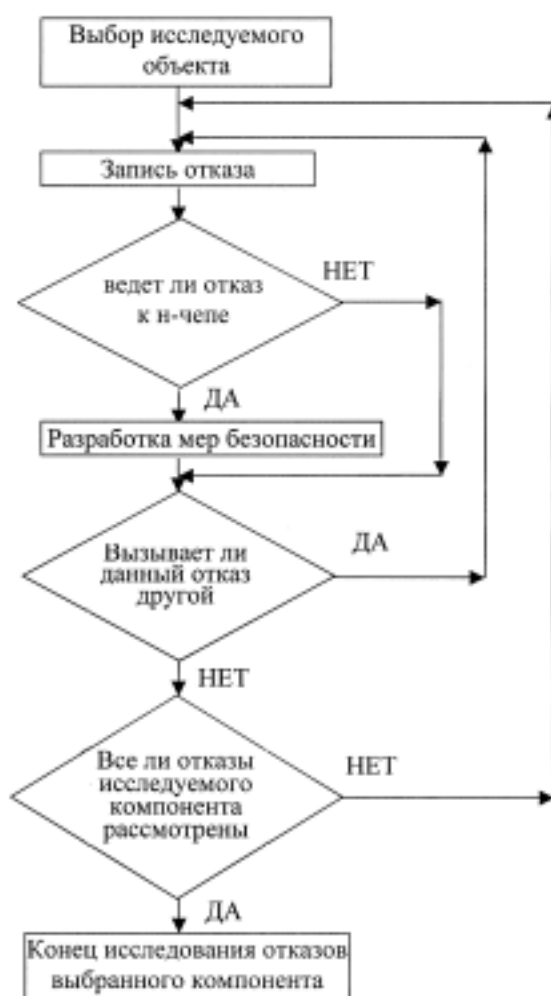 Выбор исследуемого
объекта
Запись отказа
ведет ли отказ
к н-чепе
НЕТ
ДА
Разработка мер безопасности
Вызывает ли
данный отказ
другой
ДА
НЕТ
Все ли отказы
исследуемого
компонента
рассмотрены
НЕТ
ДА
Конец исследования отказов
выбранного компонента